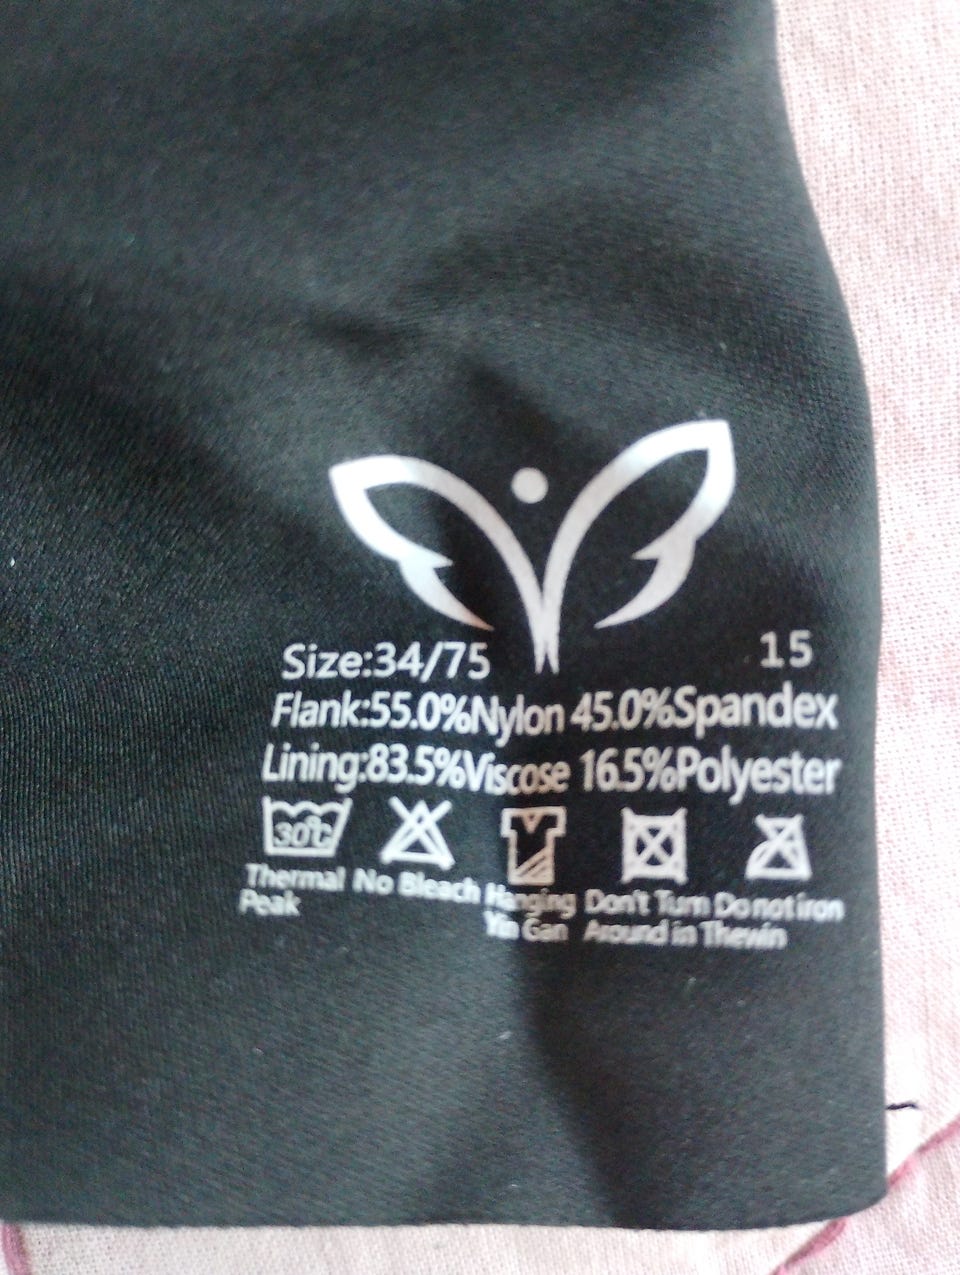 Size:34/75 15
Flank:55.0%Nylon 45.0%Spandex
Lining:83.5%Viscose 16.5%Polyester
30°C
Thermal Peak
No Bleach
Hanging Yin Gan
Don't Turn Around in Thewin
Do not iron